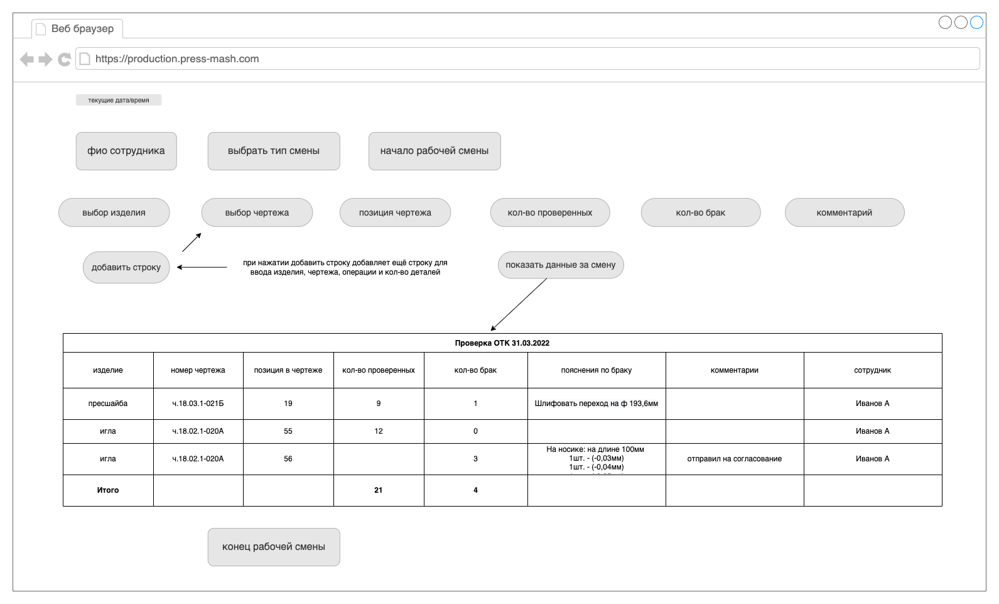 Веб браузер
https://production.press-mash.com
текущие дата/время
фио сотрудника
выбрать тип смены
начало рабочей смены
выбор изделия
выбор чертежа
позиция чертежа
кол-во проверенных
кол-во брак
комментарий
добавить строку
при нажатии добавить строку добавляет ещё строку для
ввода изделия, чертежа, операции и кол-во деталей
показать данные за смену
Проверка ОТК 31.03.2022
изделие
номер чертежа
позиция в чертеже
кол-во проверенных
кол-во брак
пояснения по браку
комментарии
сотрудник
пресшайба
ч.18.03.1-021Б
19
9
1
Шлифовать переход на ф 193,6мм
Иванов А
игла
ч.18.02.1-020А
55
12
0
Иванов А
игла
ч.18.02.1-020А
56
3
На носике: на длине 100мм
1шт. - (-0,03мм)
1шт. - (-0,04мм)
отправил на согласование
Иванов А
Итого
21
4
конец рабочей смены